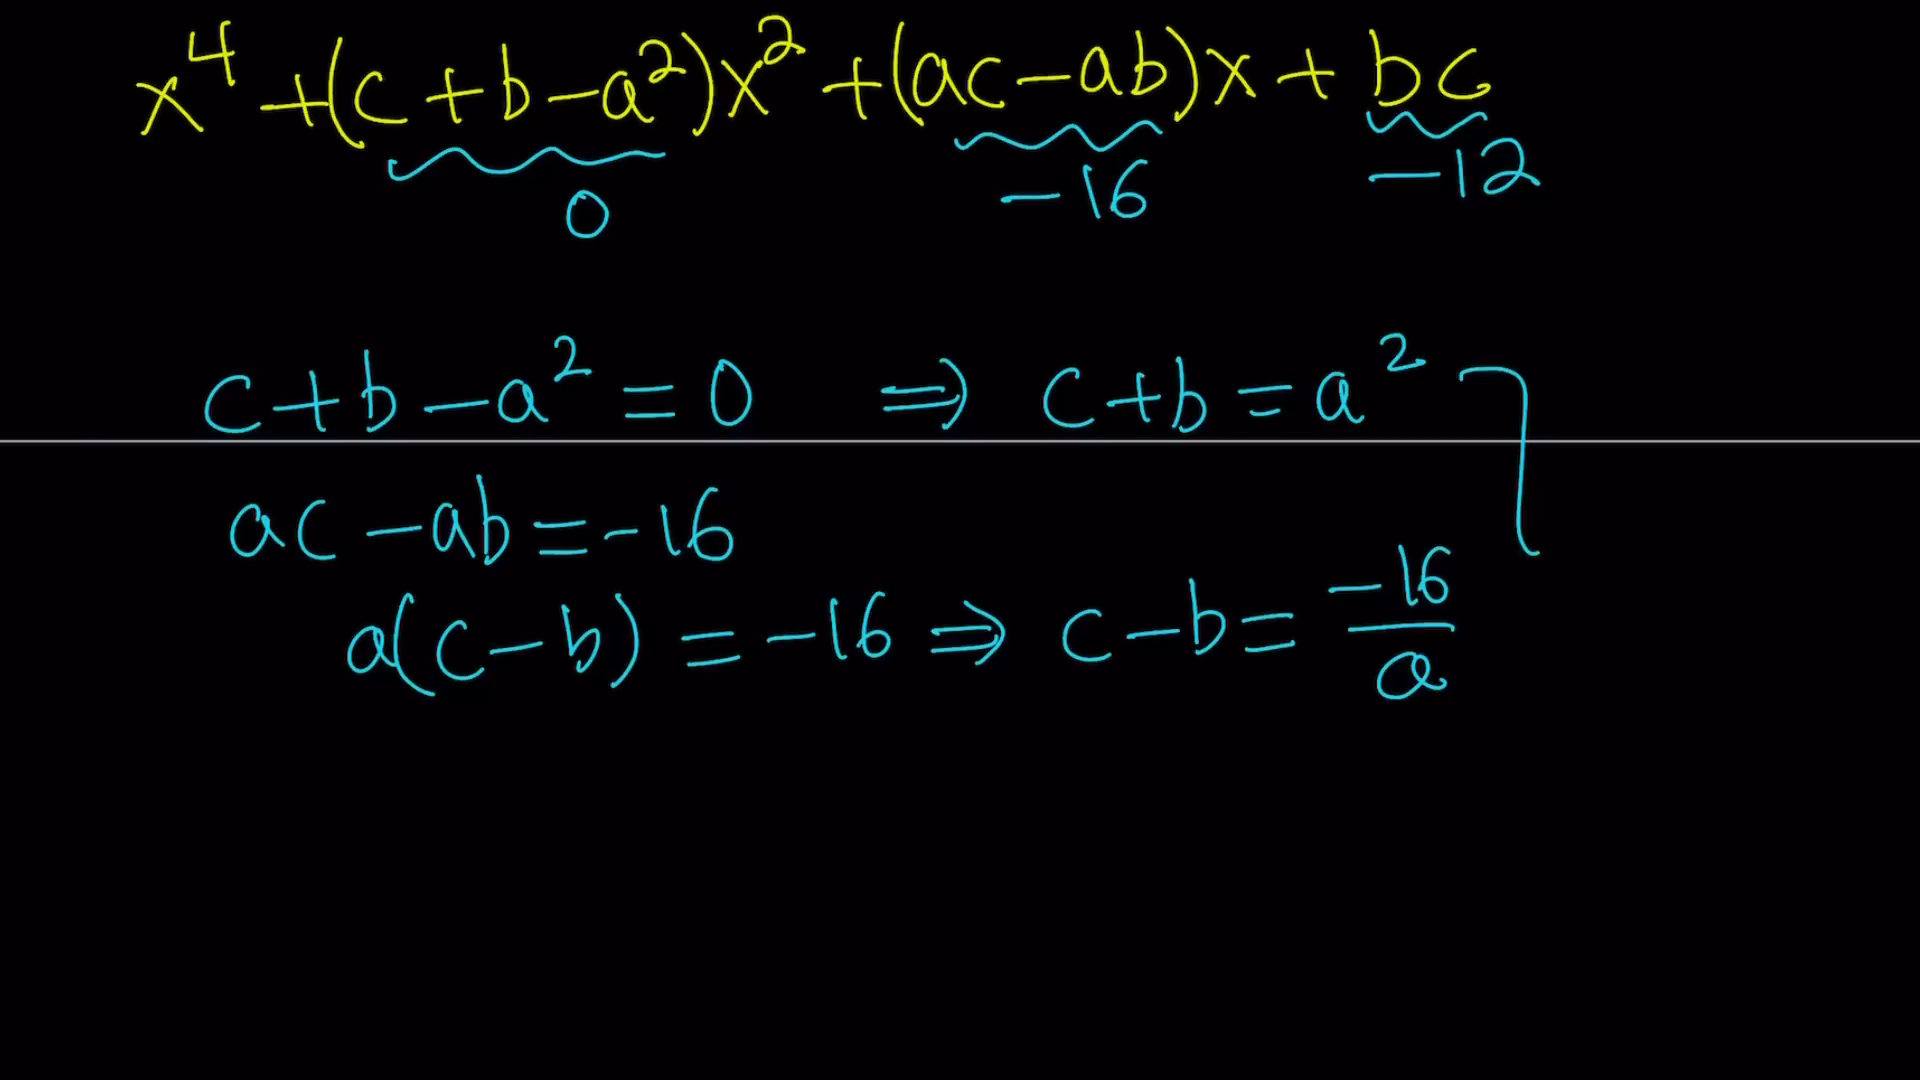 x⁴ + (c + b - a²)x² + (ac - ab)x + bc
0 -16 -12
c + b - a² = 0 ⇒ c + b = a²
ac - ab = -16
a(c - b) = -16 ⇒ c - b = -16/a